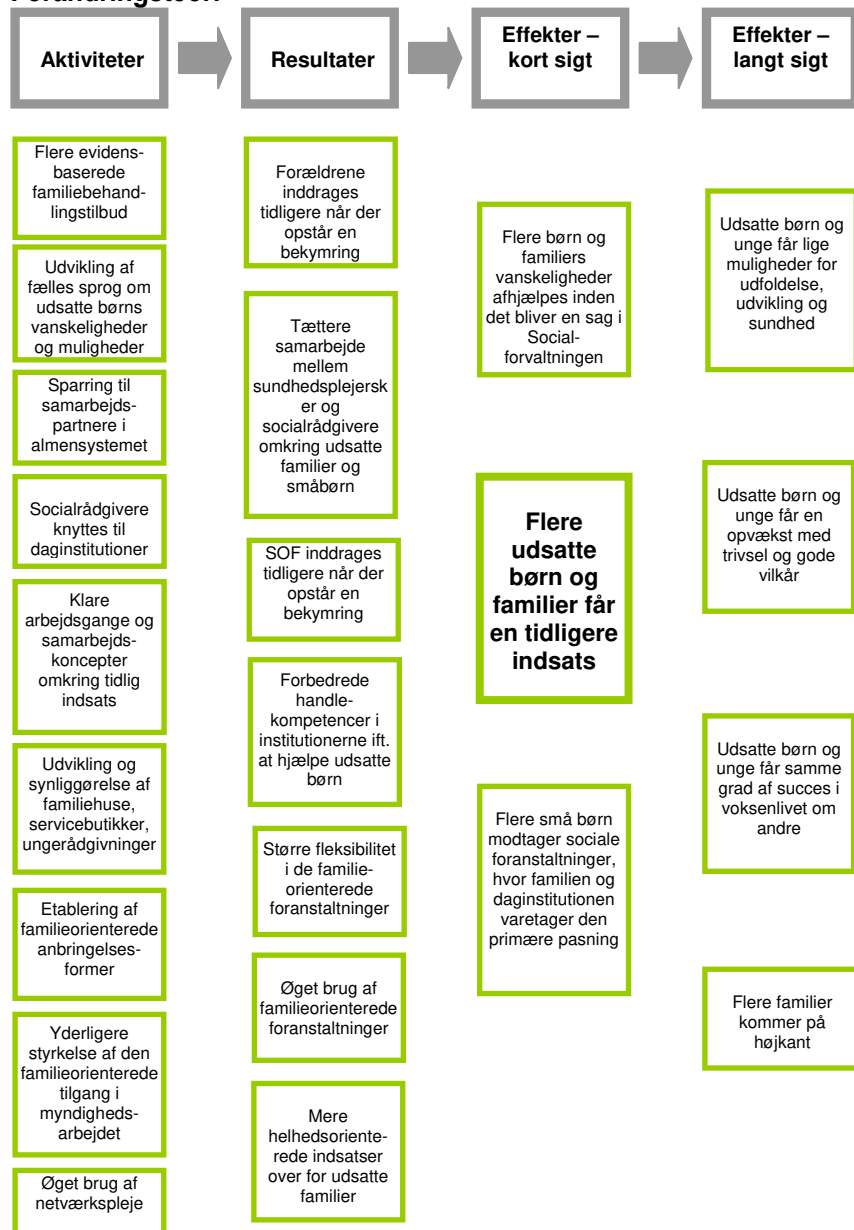 Forandringsteori
Aktiviteter
Resultater
Effekter –
kort sigt
Effekter –
langt sigt
Flere evidens-
baserede
familiebehand-
lingstilbud
Udvikling af
fælles sprog om
udsatte børns
vanskeligheder
og muligheder
Sparring til
samarbejds-
partnere i
almensystemet
Socialrådgivere
knyttes til
daginstitutioner
Klare
arbejdsgange og
samarbejds-
koncepter
omkring tidlig
indsats
Udvikling og
synliggørelse af
familiehuse,
servicebutikker,
ungerådgivninger
Etablering af
familieorienterede
anbringelses-
former
Yderligere
styrkelse af den
familieorienterede
tilgang i
myndigheds-
arbejdet
Øget brug af
netværkspleje
Forældrene
inddrages
tidligere når der
opstår en
bekymring
Tættere
samarbejde
mellem
sundhedsplejersk
er og
socialrådgivere
omkring udsatte
familier og
småbørn
SOF inddrages
tidligere når der
opstår en
bekymring
Forbedrede
handle-
kompetencer i
institutionerne ift.
at hjælpe udsatte
børn
Større fleksibilitet
i de familie-
orienterede
foranstaltninger
Øget brug af
familieorienterede
foranstaltninger
Mere
helhedsoriente-
rede indsatser
over for udsatte
familier
Flere børn og
familiers
vanskeligheder
afhjælpes inden
det bliver en sag i
Social-
forvaltningen
Flere
udsatte
børn og
familier får
en tidligere
indsats
Flere små børn
modtager sociale
foranstaltninger,
hvor familien og
daginstitutionen
varetager den
primære pasning
Udsatte børn og
unge får lige
muligheder for
udfoldelse,
udvikling og
sundhed
Udsatte børn og
unge får en
opvækst med
trivsel og gode
vilkår
Udsatte børn og
unge får samme
grad af succes i
voksenlivet om
andre
Flere familier
kommer på
højkant